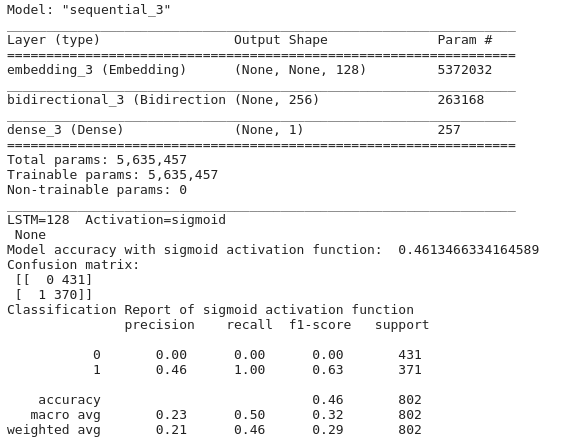 Model: "sequential_3"
Layer (type)                 Output Shape              Param #
=================================================================
embedding_3 (Embedding)      (None, None, 128)         5372032
bidirectional_3 (Bidirection (None, 256)               263168
dense_3 (Dense)              (None, 1)                 257
=================================================================
Total params: 5,635,457
Trainable params: 5,635,457
Non-trainable params: 0
LSTM=128  Activation=sigmoid
 None
Model accuracy with sigmoid activation function:  0.4613466334164589
Confusion matrix:
 [[  0 431]
 [  1 370]]
Classification Report of sigmoid activation function
               precision    recall  f1-score   support
           0       0.00      0.00      0.00       431
           1       0.46      1.00      0.63       371
    accuracy                           0.46       802
   macro avg       0.23      0.50      0.32       802
weighted avg       0.21      0.46      0.29       802